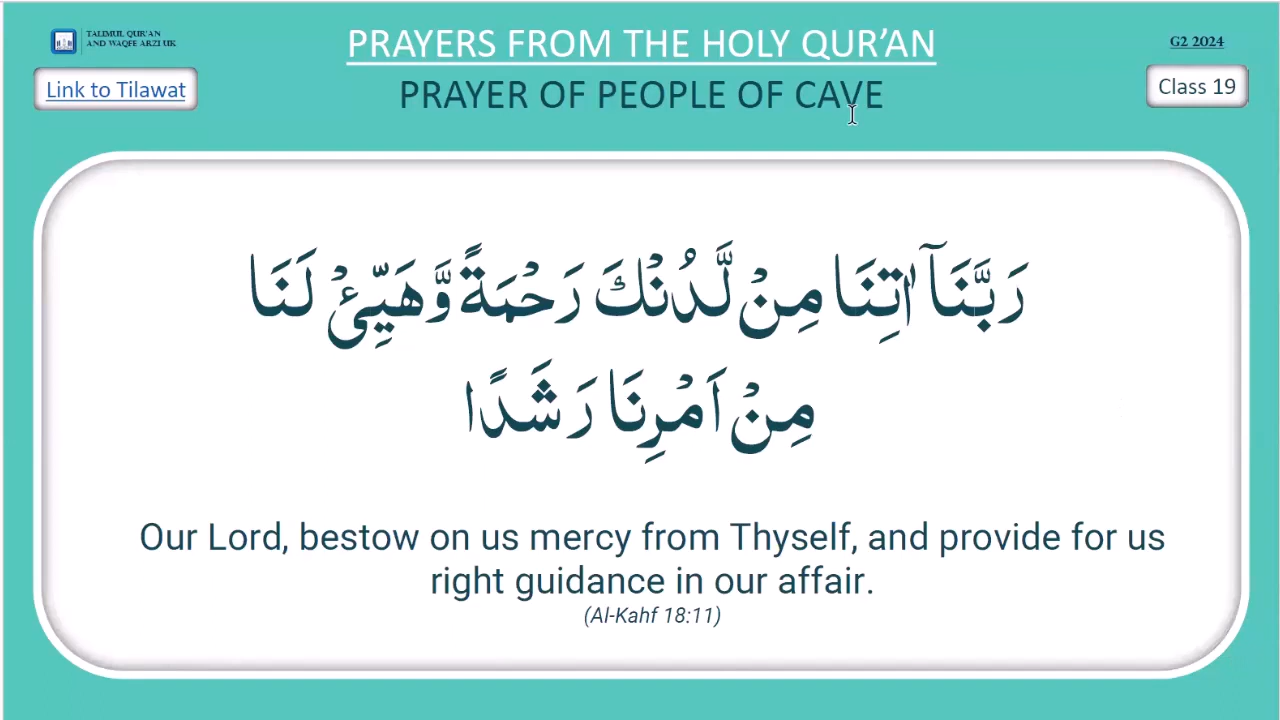 TALIMUL QUR'AN
AND WAQFE ARZI UK
PRAYERS FROM THE HOLY QUR’AN
G2 2024
Link to Tilawat
PRAYER OF PEOPLE OF CAVE
Class 19
رَبَّنَاۤ اٰتِنَا مِنْ لَّدُنْكَ رَحْمَةً وَّهَيِّئْ لَنَا
مِنْ اَمْرِنَا رَشَدًا
Our Lord, bestow on us mercy from Thyself, and provide for us
right guidance in our affair.
(Al-Kahf 18:11)